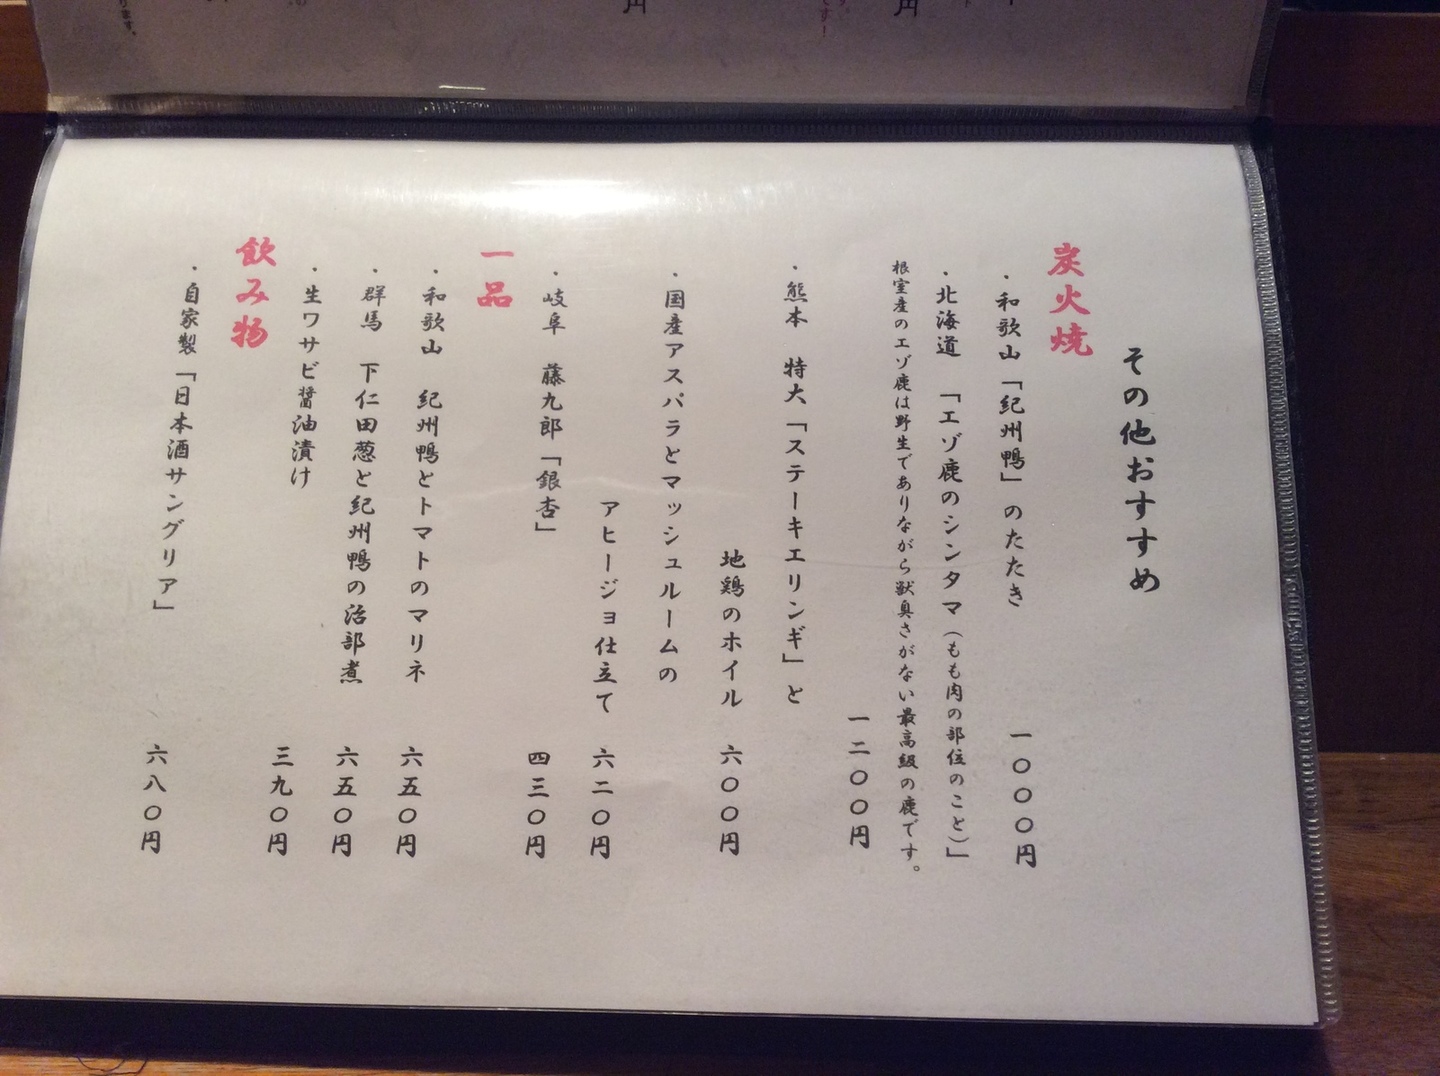 その他おすすめ
炭火焼
・和歌山「紀州鴨」のたたき 一〇〇〇円
・北海道 「エゾ鹿のシンタマ(もも肉の部位のこと)」
根室産のエゾ鹿は野生でありながら獣臭さがない最高級の鹿です。
一二〇〇円
・熊本 特大「ステーキエリンギ」と
地鶏のホイル 六〇〇円
・国産アスパラとマッシュルームの
アヒージョ仕立て 六二〇円
・岐阜 藤九郎「銀杏」 四三〇円
一品
・和歌山 紀州鴨とトマトのマリネ 六五〇円
・群馬 下仁田葱と紀州鴨の治部煮 六五〇円
・生ワサビ醤油漬け 三九〇円
飲み物
・自家製「日本酒サングリア」 六八〇円
円
円
です!
ります。